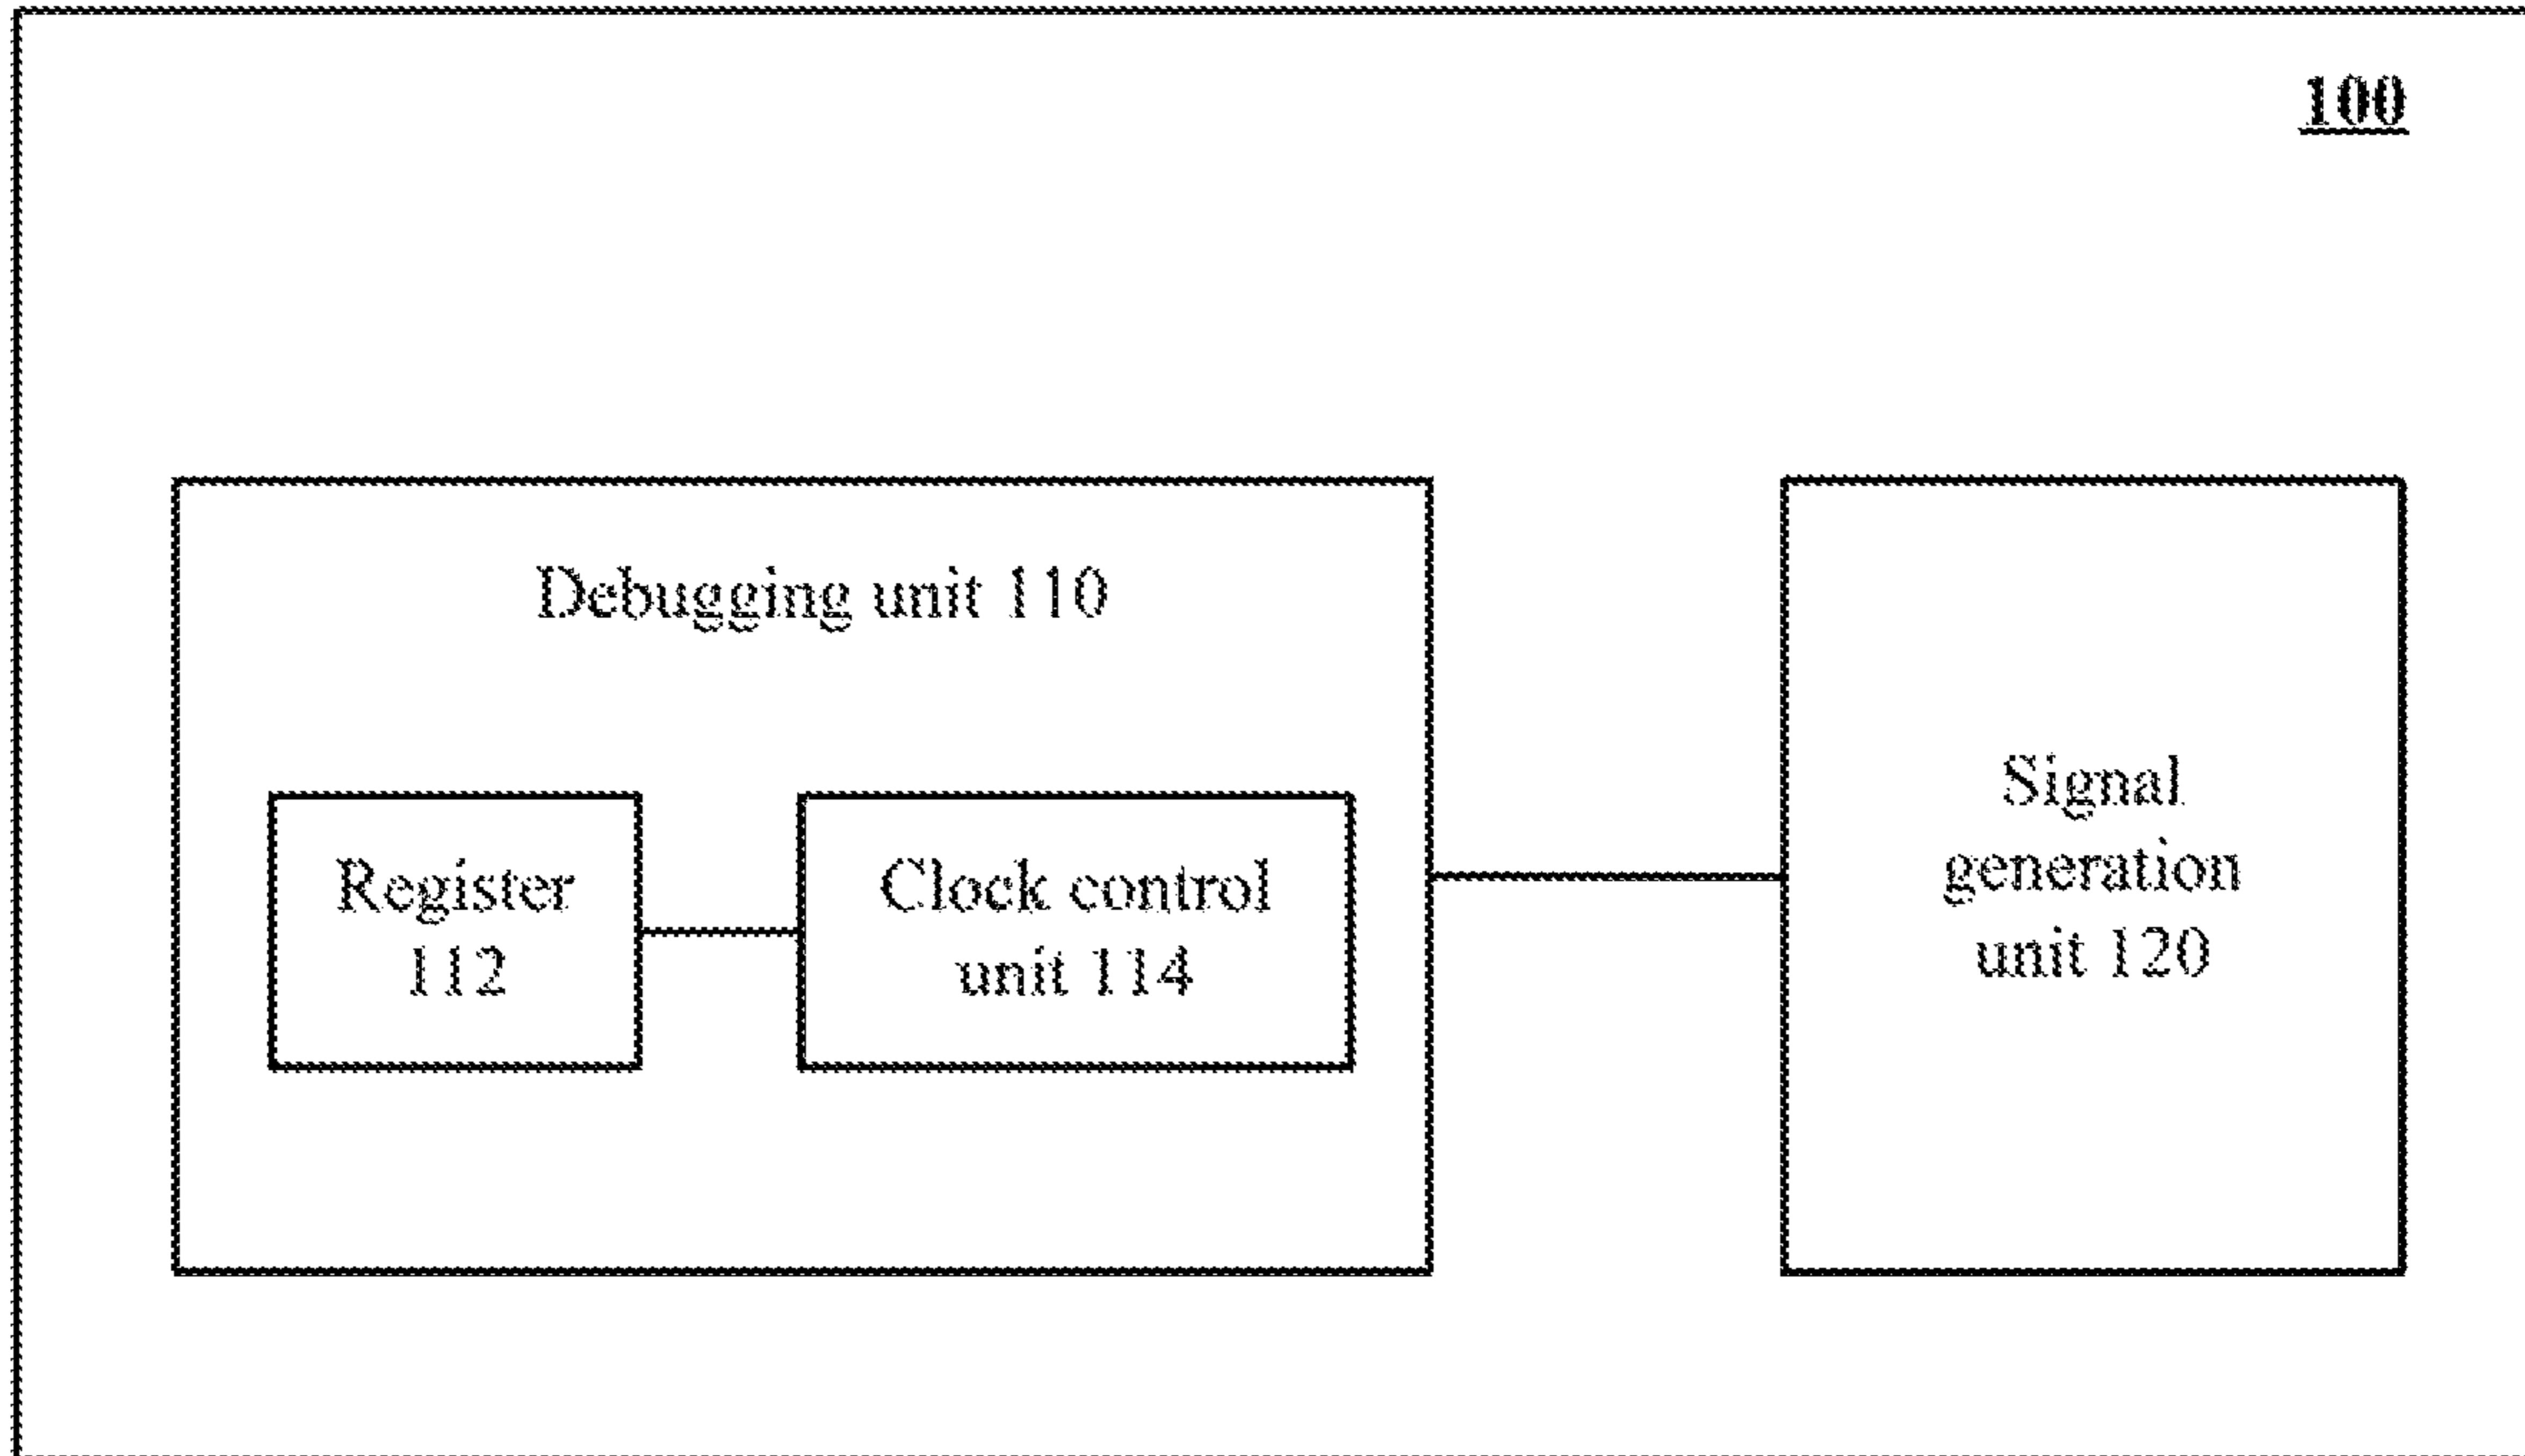 100
Debugging unit 110
Register
112
Clock control
unit 114
Signal
generation
unit 120